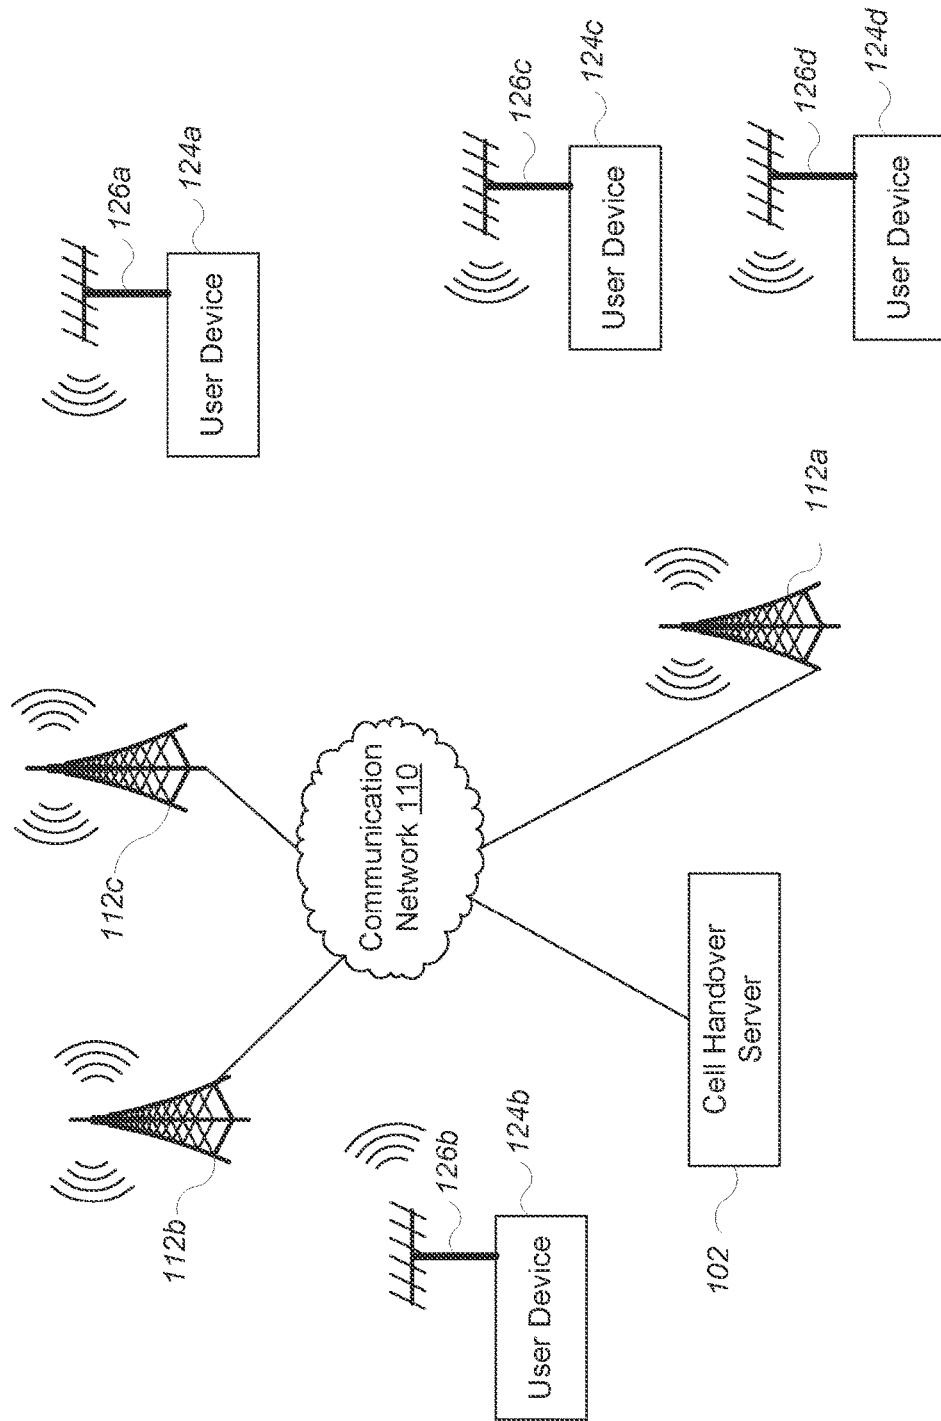 112c
126a
112b
124a
User Device
Communication
Network 110
126b
126c
124b
User Device
124c
User Device
102
Cell Handover
Server
126d
112a
124d
User Device